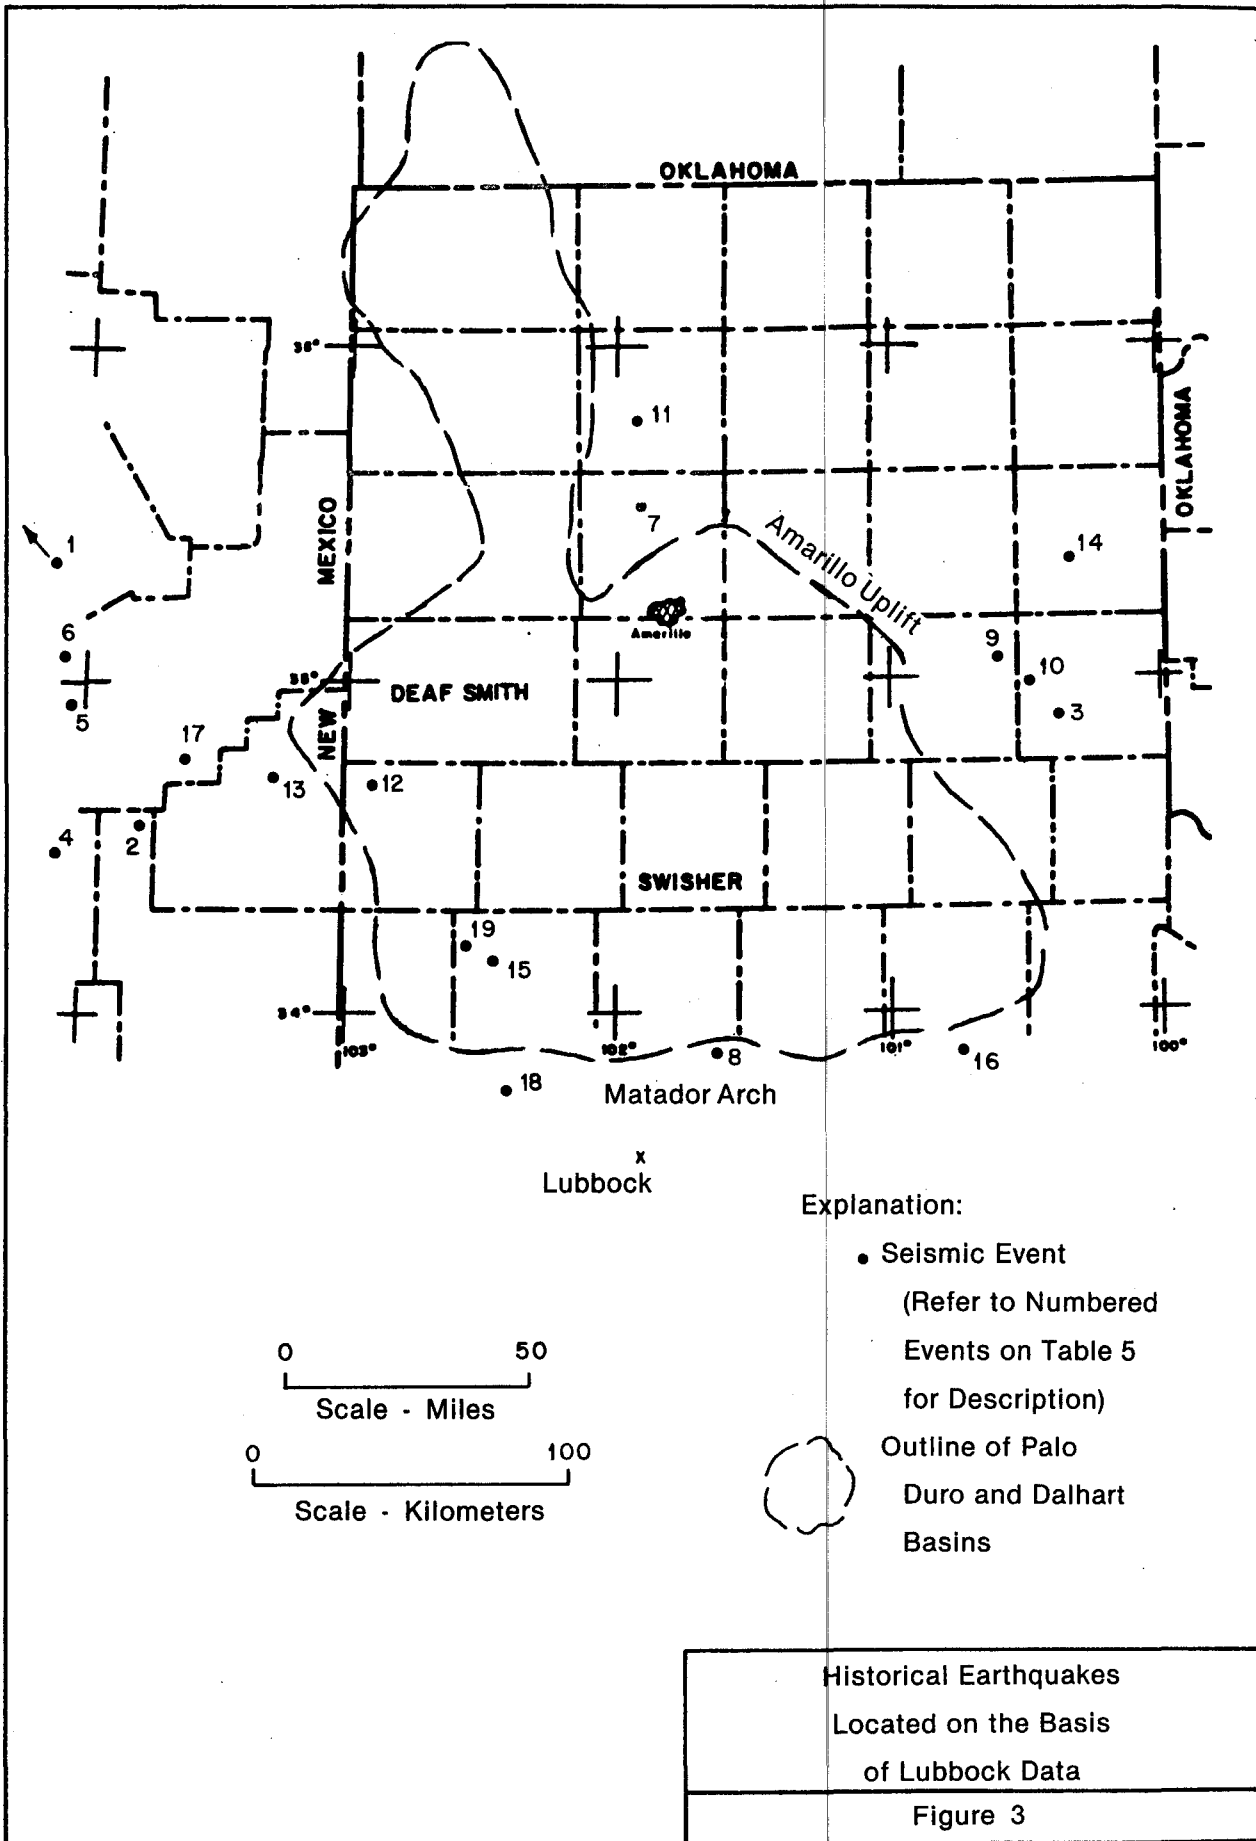 OKLAHOMA
36°
11
OKLAHOMA
7
MEXICO
Amarillo Uplift
14
1
Amarillo
6
9
10
35°
DEAF SMITH
5
3
NEW
17
13
12
4
2
SWISHER
19
15
34°
103°
102°
8
101°
16
100°
18
Matador Arch
x
Lubbock
Explanation:
Seismic Event
(Refer to Numbered
Events on Table 5
for Description)
0 50
Scale - Miles
Outline of Palo
Duro and Dalhart
Basins
0 100
Scale - Kilometers
Historical Earthquakes
Located on the Basis
of Lubbock Data
Figure 3